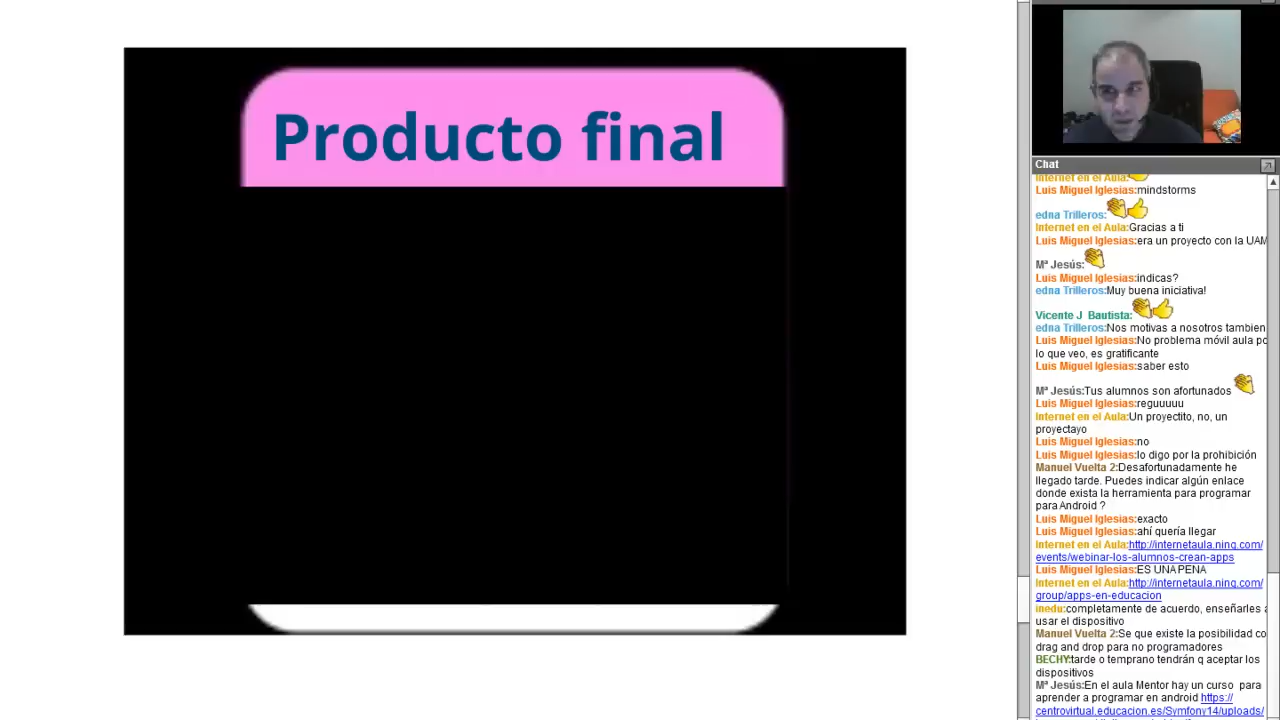 Producto final
Chat
Internet en el Aula:
Luis Miguel Iglesias:mindstorms
edna Trilleros:
Internet en el Aula:Gracias a ti
Luis Miguel Iglesias:era un proyecto con la UAM
Mª Jesús:
Luis Miguel Iglesias:indicas?
edna Trilleros:Muy buena iniciativa!
Vicente J Bautista:
edna Trilleros:Nos motivas a nosotros tambien
Luis Miguel Iglesias:No problema móvil aula po
lo que veo, es gratificante
Luis Miguel Iglesias:saber esto
Mª Jesús:Tus alumnos son afortunados
Luis Miguel Iglesias:reguuuuu
Internet en el Aula:Un proyectito, no, un
proyectayo
Luis Miguel Iglesias:no
Luis Miguel Iglesias:lo digo por la prohibición
Manuel Vuelta 2:Desafortunadamente he
llegado tarde. Puedes indicar algún enlace
donde exista la herramienta para programar
para Android ?
Luis Miguel Iglesias:exacto
Luis Miguel Iglesias:ahí quería llegar
Internet en el Aula:http://internetaula.ning.com/
events/webinar-los-alumnos-crean-apps
Luis Miguel Iglesias:ES UNA PENA
Internet en el Aula:http://internetaula.ning.com/
group/apps-en-educacion
inedu:completamente de acuerdo, enseñarles a
usar el dispositivo
Manuel Vuelta 2:Se que existe la posibilidad co
drag and drop para no programadores
BECHY:tarde o temprano tendrán q aceptar los
dispositivos
Mª Jesús:En el aula Mentor hay un curso para
aprender a programar en android https://
centrovirtual.educacion.es/Symfony14/uploads/